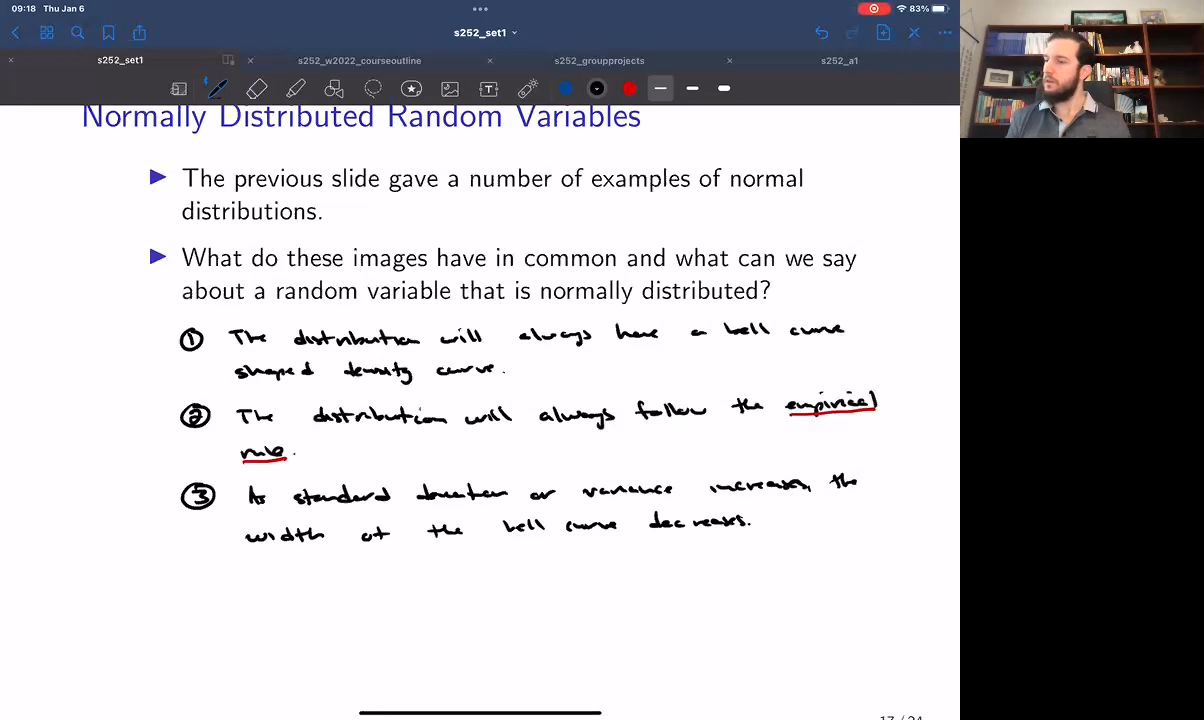 09:18 Thu Jan 6
83%
s252_set1
s252_set1
s252_w2022_courseoutline
s252_groupprojects
s252_a1
Normally Distributed Random Variables
The previous slide gave a number of examples of normal
distributions.
What do these images have in common and what can we say
about a random variable that is normally distributed?
① The distribution will always have a bell curve
shaped density curve.
② The distribution will always follow the empirical
rule.
③ As standard deviation or variance increases, the
width of the bell curve decreases.
17 / 24